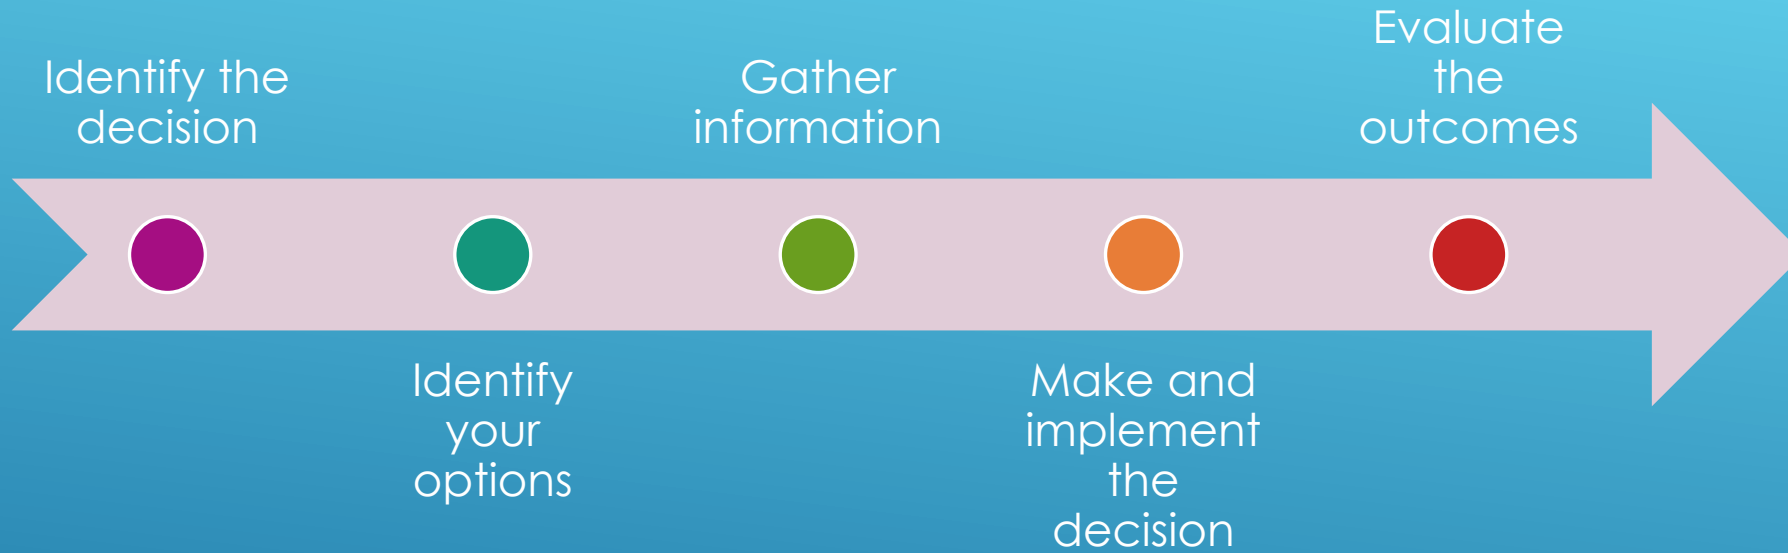 Identify the
decision
Identify
your
options
Gather
information
Make and
implement
the
decision
Evaluate
the
outcomes